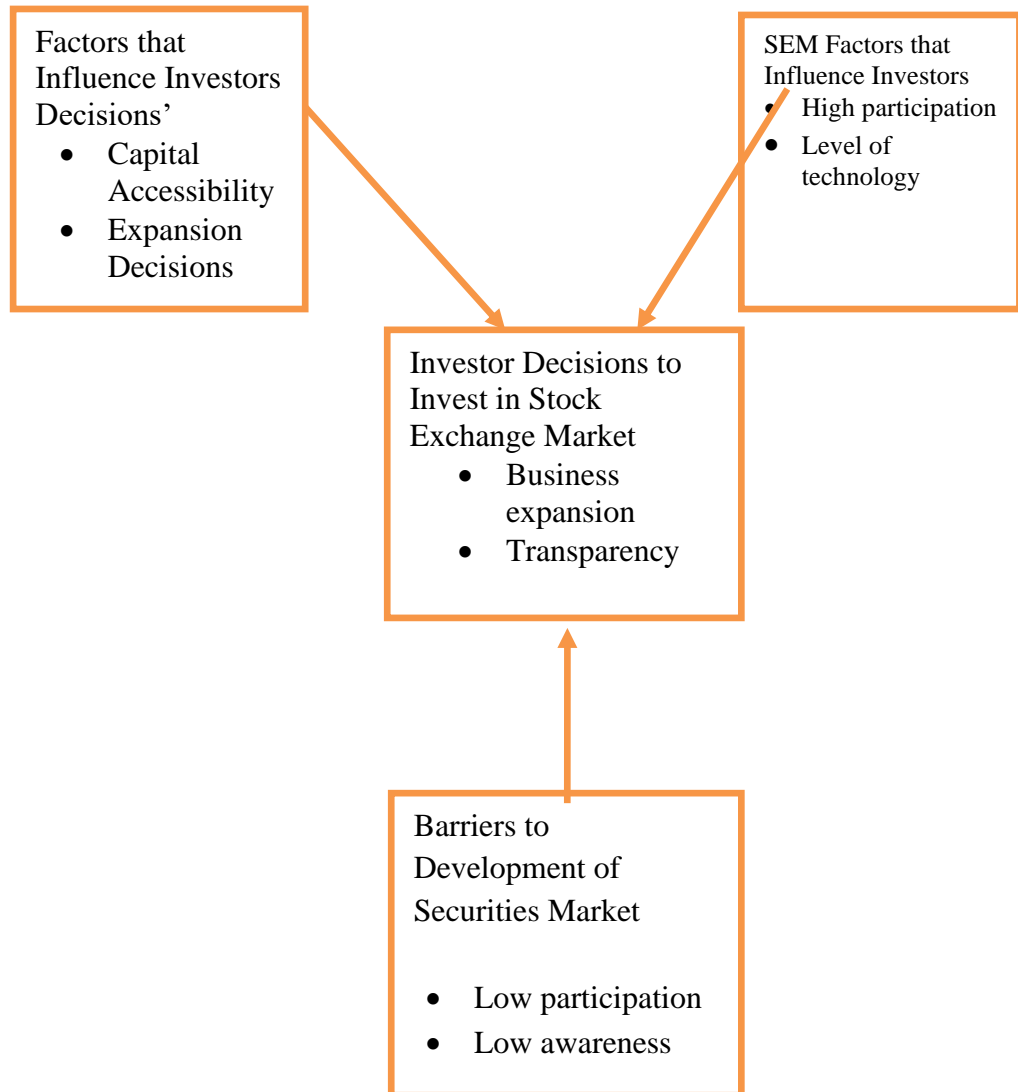 Factors that
Influence Investors
Decisions’
• Capital
Accessibility
• Expansion
Decisions
SEM Factors that
Influence Investors
• High participation
• Level of
technology
Investor Decisions to
Invest in Stock
Exchange Market
• Business
expansion
• Transparency
Barriers to
Development of
Securities Market
• Low participation
• Low awareness